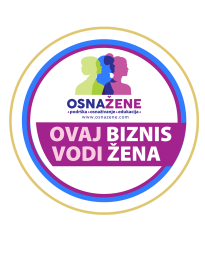 OSNAŽENE
•podrška •osnaživanje •edukacija•
www.osnazene.com
OVAJ BIZNIS
VODI ŽENA